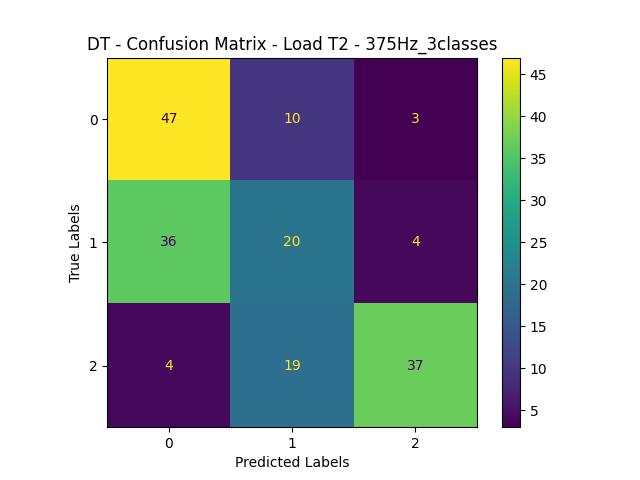 DT - Confusion Matrix - Load T2 - 375Hz_3classes
True Labels
0
1
2
47 10 3
36 20 4
4 19 37
0 1 2
Predicted Labels
45
40
35
30
25
20
15
10
5